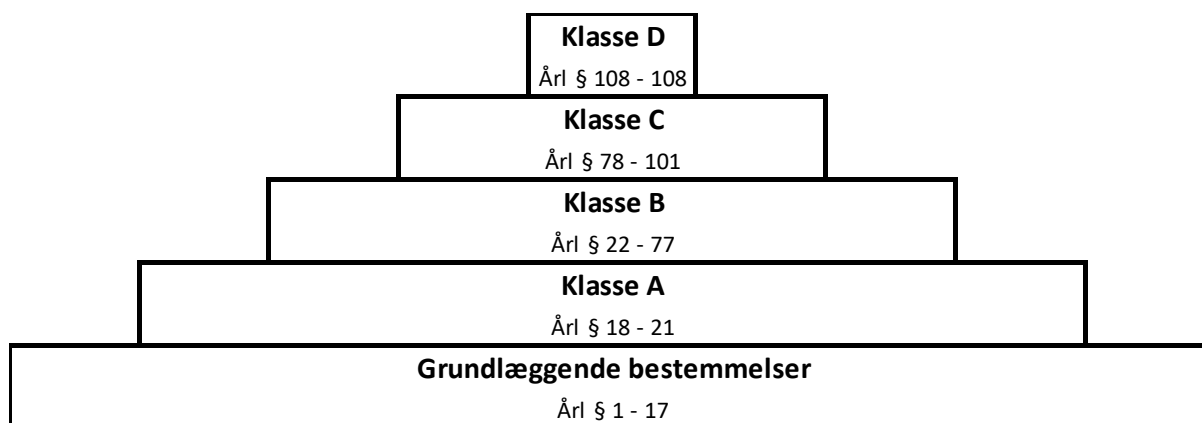 Klasse D
Årl § 108 - 108
Klasse C
Årl § 78 - 101
Klasse B
Årl § 22 - 77
Klasse A
Årl § 18 - 21
Grundlæggende bestemmelser
Årl § 1 - 17